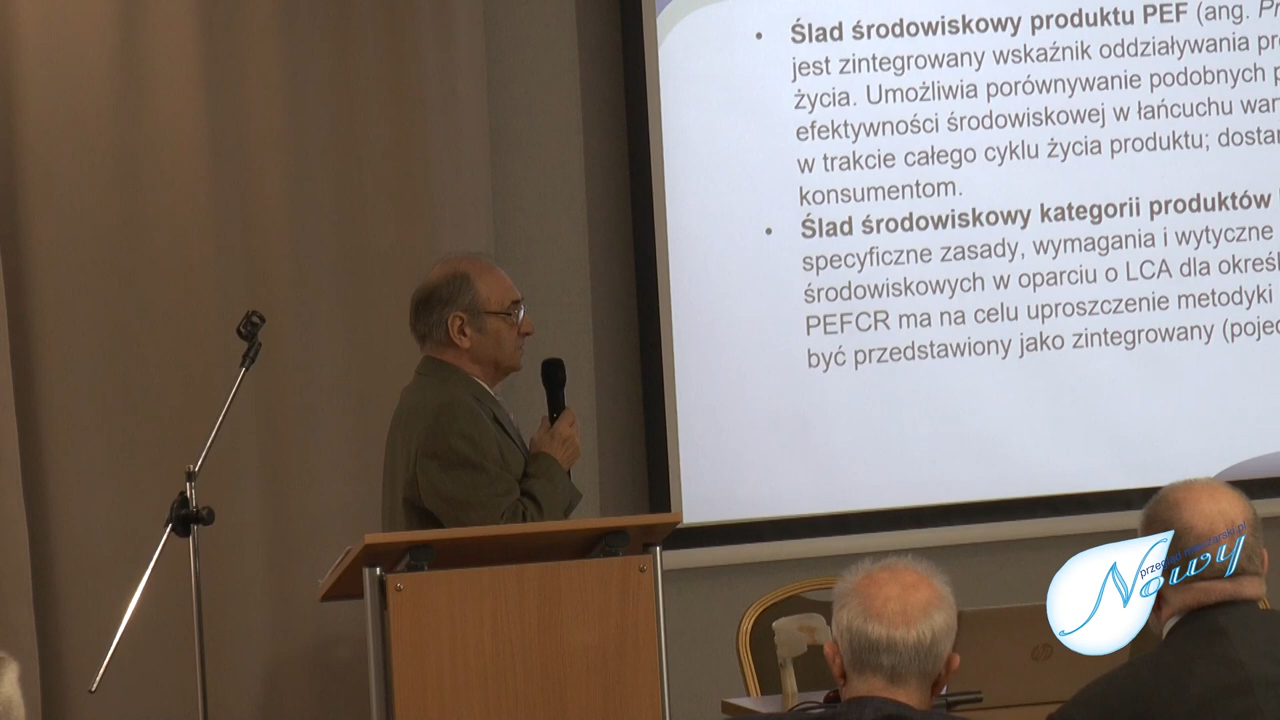 • Ślad środowiskowy produktu PEF (ang.
jest zintegrowany wskaźnik oddziaływania
życia. Umożliwia porównywanie podobnych
efektywności środowiskowej w łańcuchu
w trakcie całego cyklu życia produktu;
konsumentom.
• Ślad środowiskowy kategorii produktów
specyficzne zasady, wymagania i wytyczne
środowiskowych w oparciu o LCA dla
PEFCR ma na celu uproszczenie metodyki
być przedstawiony jako zintegrowany
Nowy
hp